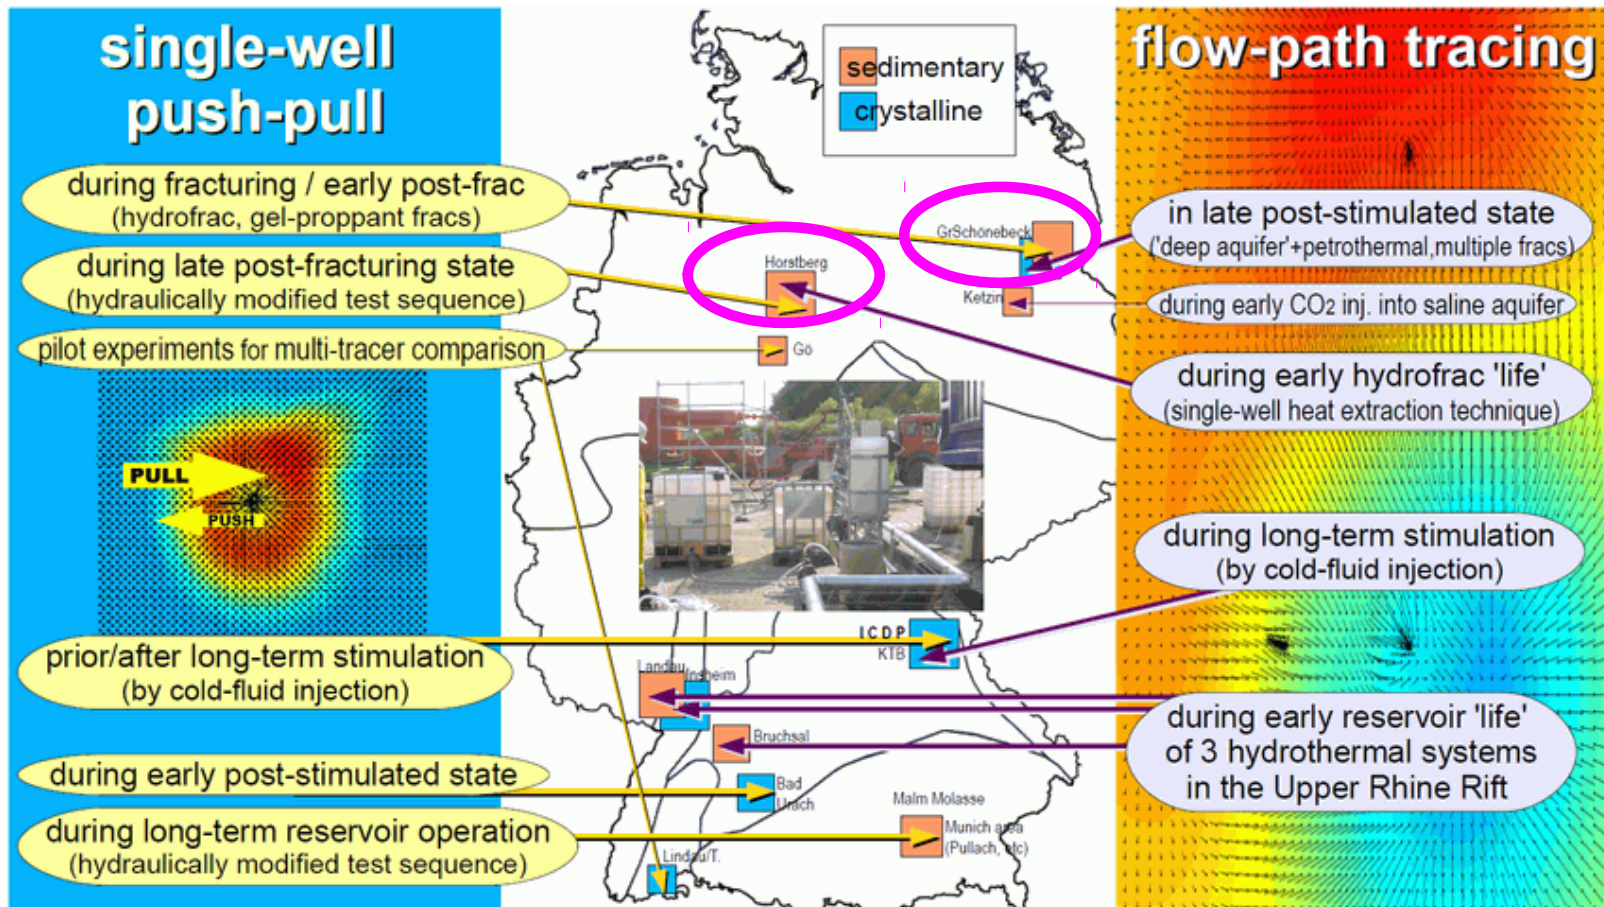 single-well
push-pull
during fracturing / early post-frac
(hydrofrac, gel-proppant fracs)
during late post-fracturing state
(hydraulically modified test sequence)
pilot experiments for multi-tracer comparison
PULL
PUSH
prior/after long-term stimulation
(by cold-fluid injection)
during early post-stimulated state
during long-term reservoir operation
(hydraulically modified test sequence)
sedimentary
crystalline
GrSchönebeck
Horstberg
Ketzin
Gö
ICDP
KTB
Landau
Insheim
Bruchsal
Bad
Urach
Malm Molasse
Munich area
(Pullach, etc)
Lindau/T.
flow-path tracing
in late post-stimulated state
('deep aquifer'+petrothermal,multiple fracs)
during early CO2 inj. into saline aquifer
during early hydrofrac 'life'
(single-well heat extraction technique)
during long-term stimulation
(by cold-fluid injection)
during early reservoir 'life'
of 3 hydrothermal systems
in the Upper Rhine Rift